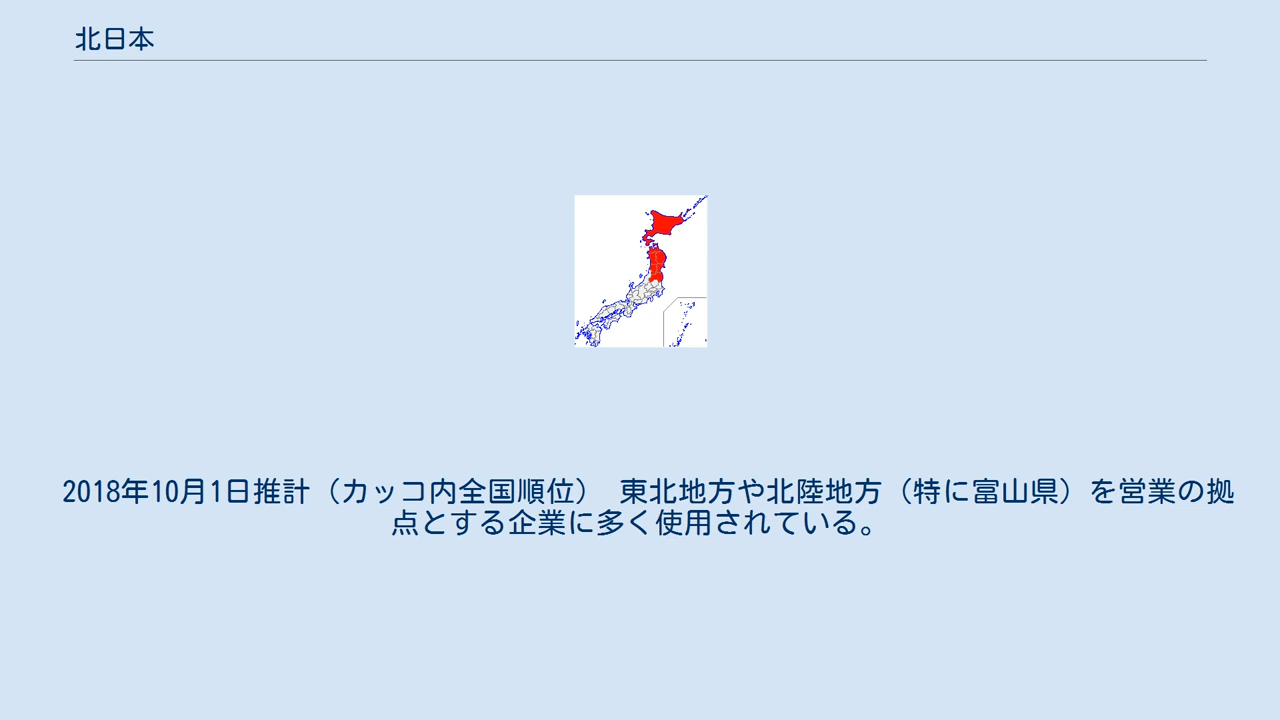 北日本
2018年10月1日推計（カッコ内全国順位）　東北地方や北陸地方（特に富山県）を営業の拠
点とする企業に多く使用されている。